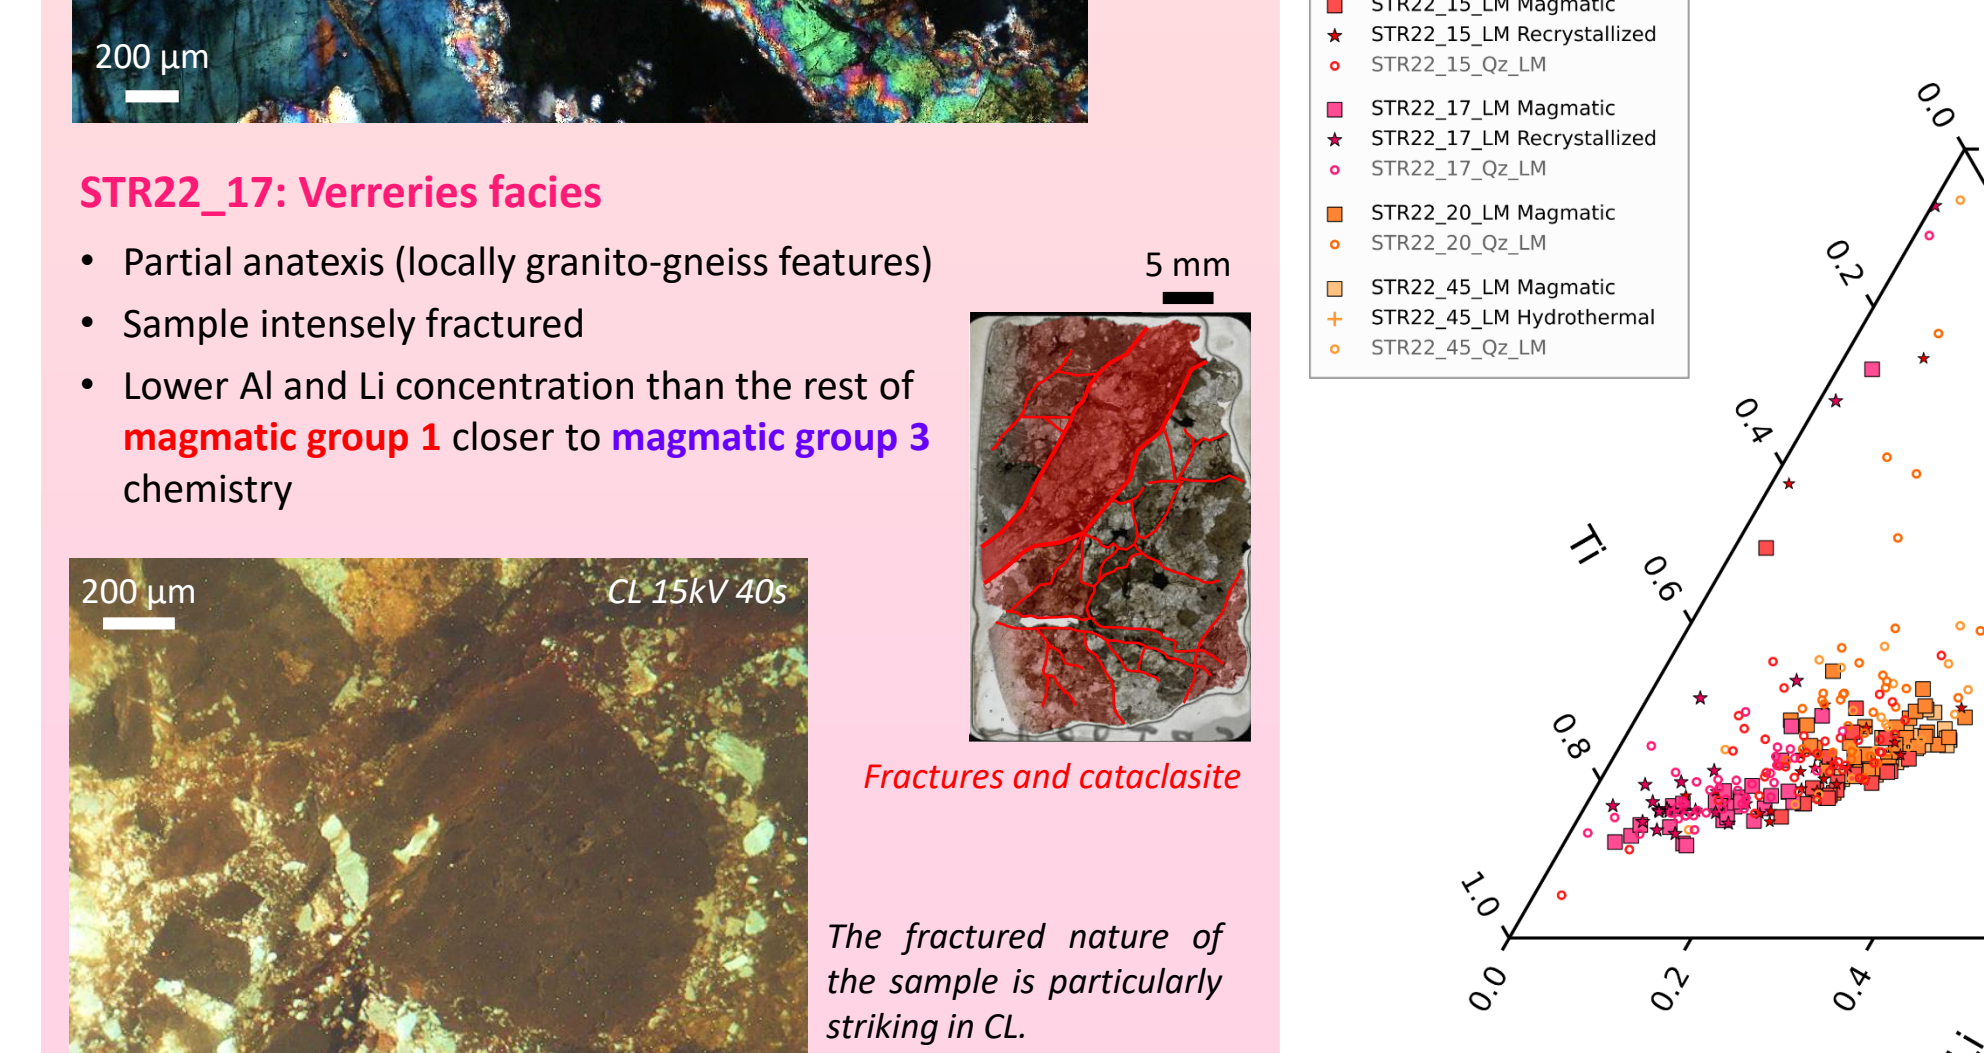 200 µm
STR22_17: Verreries facies
• Partial anatexis (locally granito-gneiss features)
• Sample intensely fractured
• Lower Al and Li concentration than the rest of
magmatic group 1 closer to magmatic group 3
chemistry
5 mm
Fractures and cataclasite
200 µm
CL 15kV 40s
The fractured nature of
the sample is particularly
striking in CL.
STR22_15_LM Magmatic
STR22_15_LM Recrystallized
STR22_15_Qz_LM
STR22_17_LM Magmatic
STR22_17_LM Recrystallized
STR22_17_Qz_LM
STR22_20_LM Magmatic
STR22_20_Qz_LM
STR22_45_LM Magmatic
STR22_45_LM Hydrothermal
STR22_45_Qz_LM
0.0
0.2
0.4
Ti
0.6
0.8
1.0
0.0
0.2
0.4